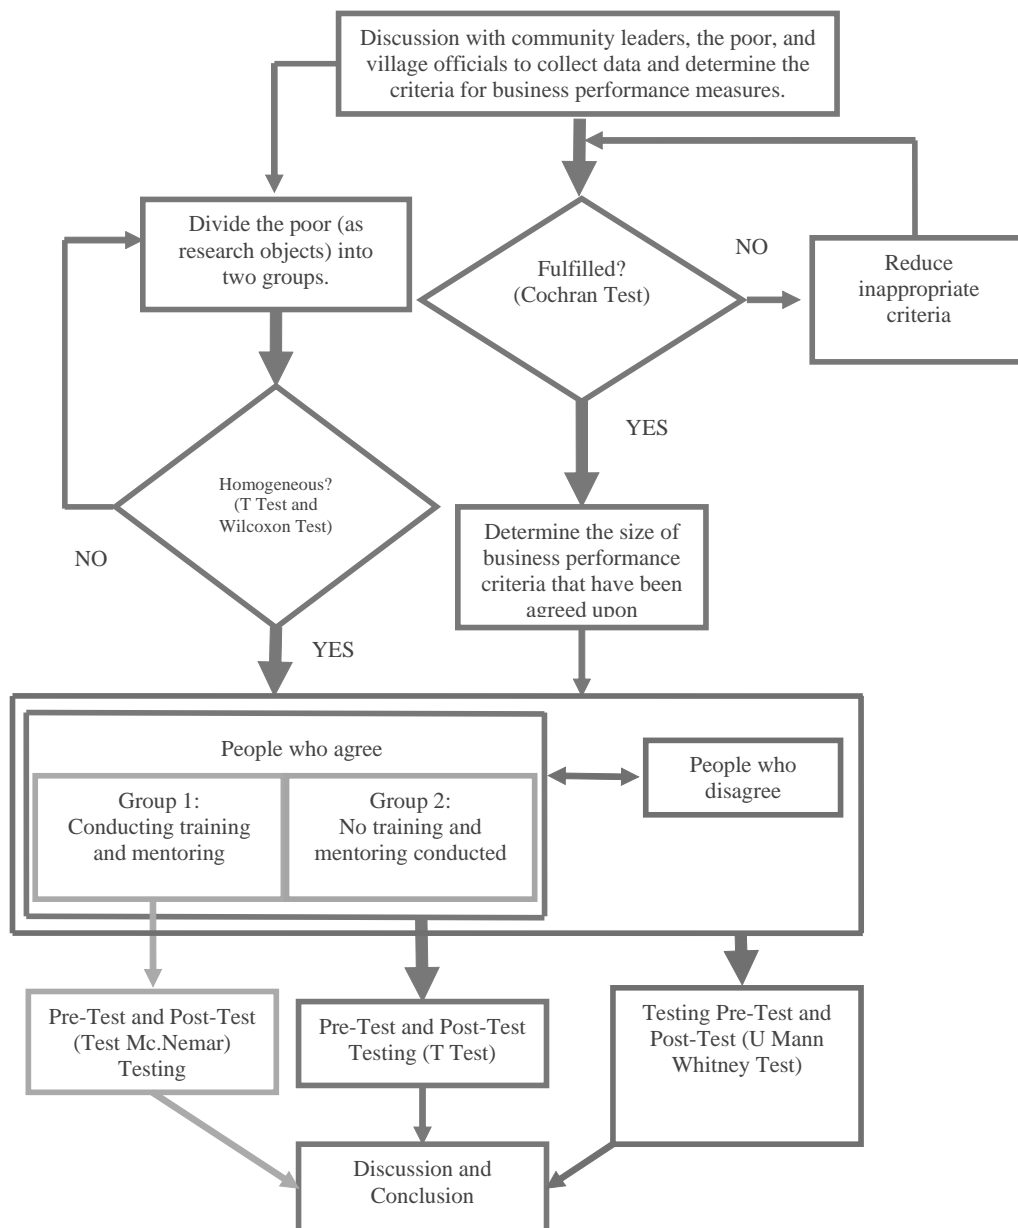 Discussion with community leaders, the poor, and
village officials to collect data and determine the
criteria for business performance measures.
Divide the poor (as
research objects) into
two groups.
Fulfilled?
(Cochran Test)
NO
Reduce
inappropriate
criteria
YES
Homogeneous?
(T Test and
Wilcoxon Test)
NO
YES
Determine the size of
business performance
criteria that have been
agreed upon
People who agree
Group 1:
Conducting training
and mentoring
Group 2:
No training and
mentoring conducted
People who
disagree
Pre-Test and Post-Test
(Test Mc.Nemar)
Testing
Pre-Test and Post-Test
Testing (T Test)
Testing Pre-Test and
Post-Test (U Mann
Whitney Test)
Discussion and
Conclusion